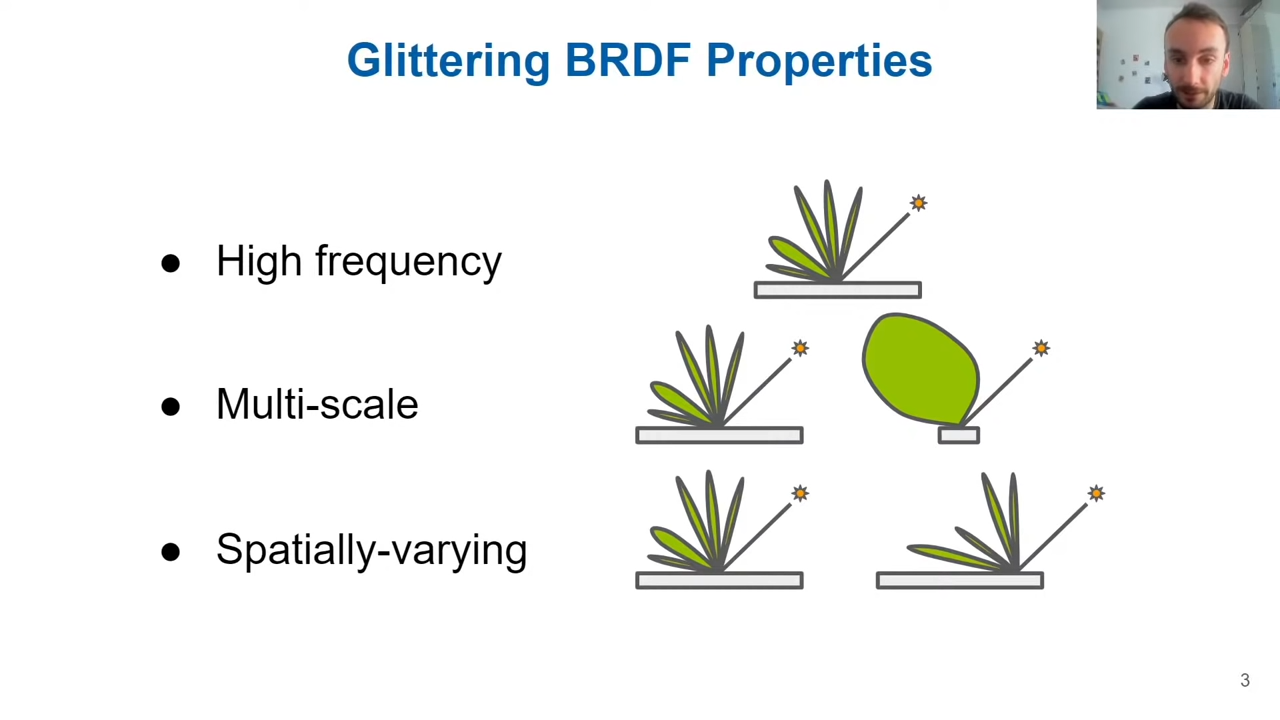 Glittering BRDF Properties
● High frequency
● Multi-scale
● Spatially-varying
3